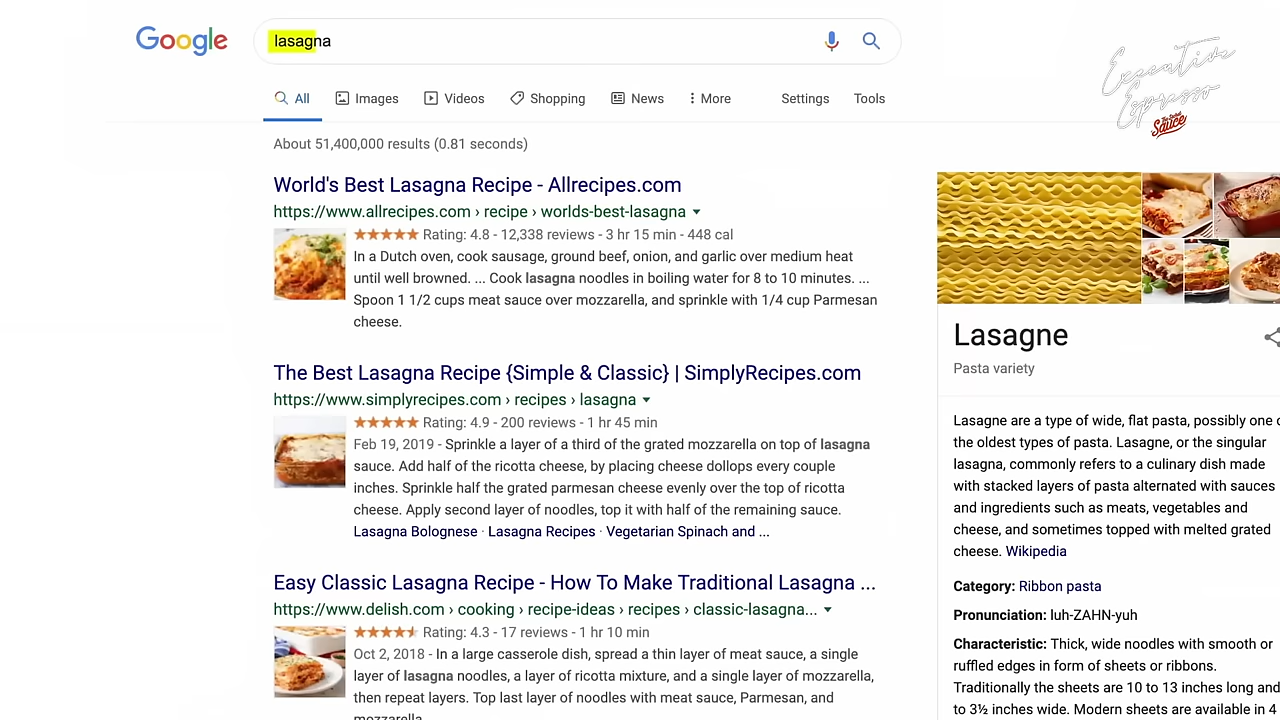 Google
lasagna
All
Images
Videos
Shopping
News
More
Settings
Tools
Executive
Espresso
Sauce
About 51,400,000 results (0.81 seconds)
World's Best Lasagna Recipe - Allrecipes.com
https://www.allrecipes.com › recipe › worlds-best-lasagna
Rating: 4.8 - 12,338 reviews - 3 hr 15 min - 448 cal
In a Dutch oven, cook sausage, ground beef, onion, and garlic over medium heat
until well browned. ... Cook lasagna noodles in boiling water for 8 to 10 minutes. ...
Spoon 1 1/2 cups meat sauce over mozzarella, and sprinkle with 1/4 cup Parmesan
cheese.
The Best Lasagna Recipe {Simple & Classic} | SimplyRecipes.com
https://www.simplyrecipes.com › recipes › lasagna
Rating: 4.9 - 200 reviews - 1 hr 45 min
Feb 19, 2019 - Sprinkle a layer of a third of the grated mozzarella on top of lasagna
sauce. Add half of the ricotta cheese, by placing cheese dollops every couple
inches. Sprinkle half the grated parmesan cheese evenly over the top of ricotta
cheese. Apply second layer of noodles, top it with half of the remaining sauce.
Lasagna Bolognese · Lasagna Recipes · Vegetarian Spinach and ...
Easy Classic Lasagna Recipe - How To Make Traditional Lasagna ...
https://www.delish.com › cooking › recipe-ideas › recipes › classic-lasagna...
Rating: 4.3 - 17 reviews - 1 hr 10 min
Oct 2, 2018 - In a large casserole dish, spread a thin layer of meat sauce, a single
layer of lasagna noodles, a layer of ricotta mixture, and a single layer of mozzarella,
then repeat layers. Top last layer of noodles with meat sauce, Parmesan, and
mozzarella
Lasagne
Pasta variety
Lasagne are a type of wide, flat pasta, possibly one
the oldest types of pasta. Lasagne, or the singular
lasagna, commonly refers to a culinary dish made
with stacked layers of pasta alternated with sauces
and ingredients such as meats, vegetables and
cheese, and sometimes topped with melted grated
cheese. Wikipedia
Category: Ribbon pasta
Pronunciation: luh-ZAHN-yuh
Characteristic: Thick, wide noodles with smooth or
ruffled edges in form of sheets or ribbons.
Traditionally the sheets are 10 to 13 inches long and
to 3½ inches wide. Modern sheets are available in 4